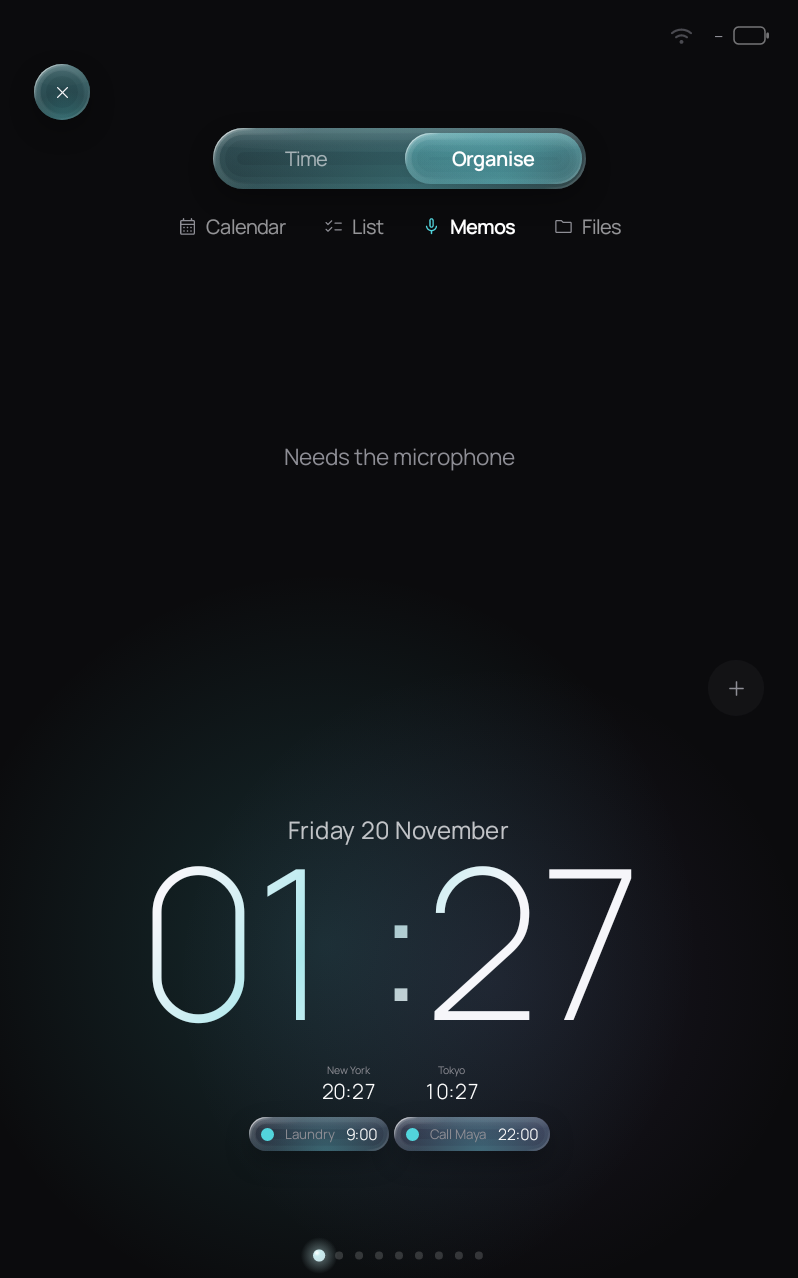 –
Time Organise
Calendar List Memos Files
Needs the microphone
Friday 20 November
01:27
New York Tokyo
20:27 10:27
Laundry 9:00 Call Maya 22:00